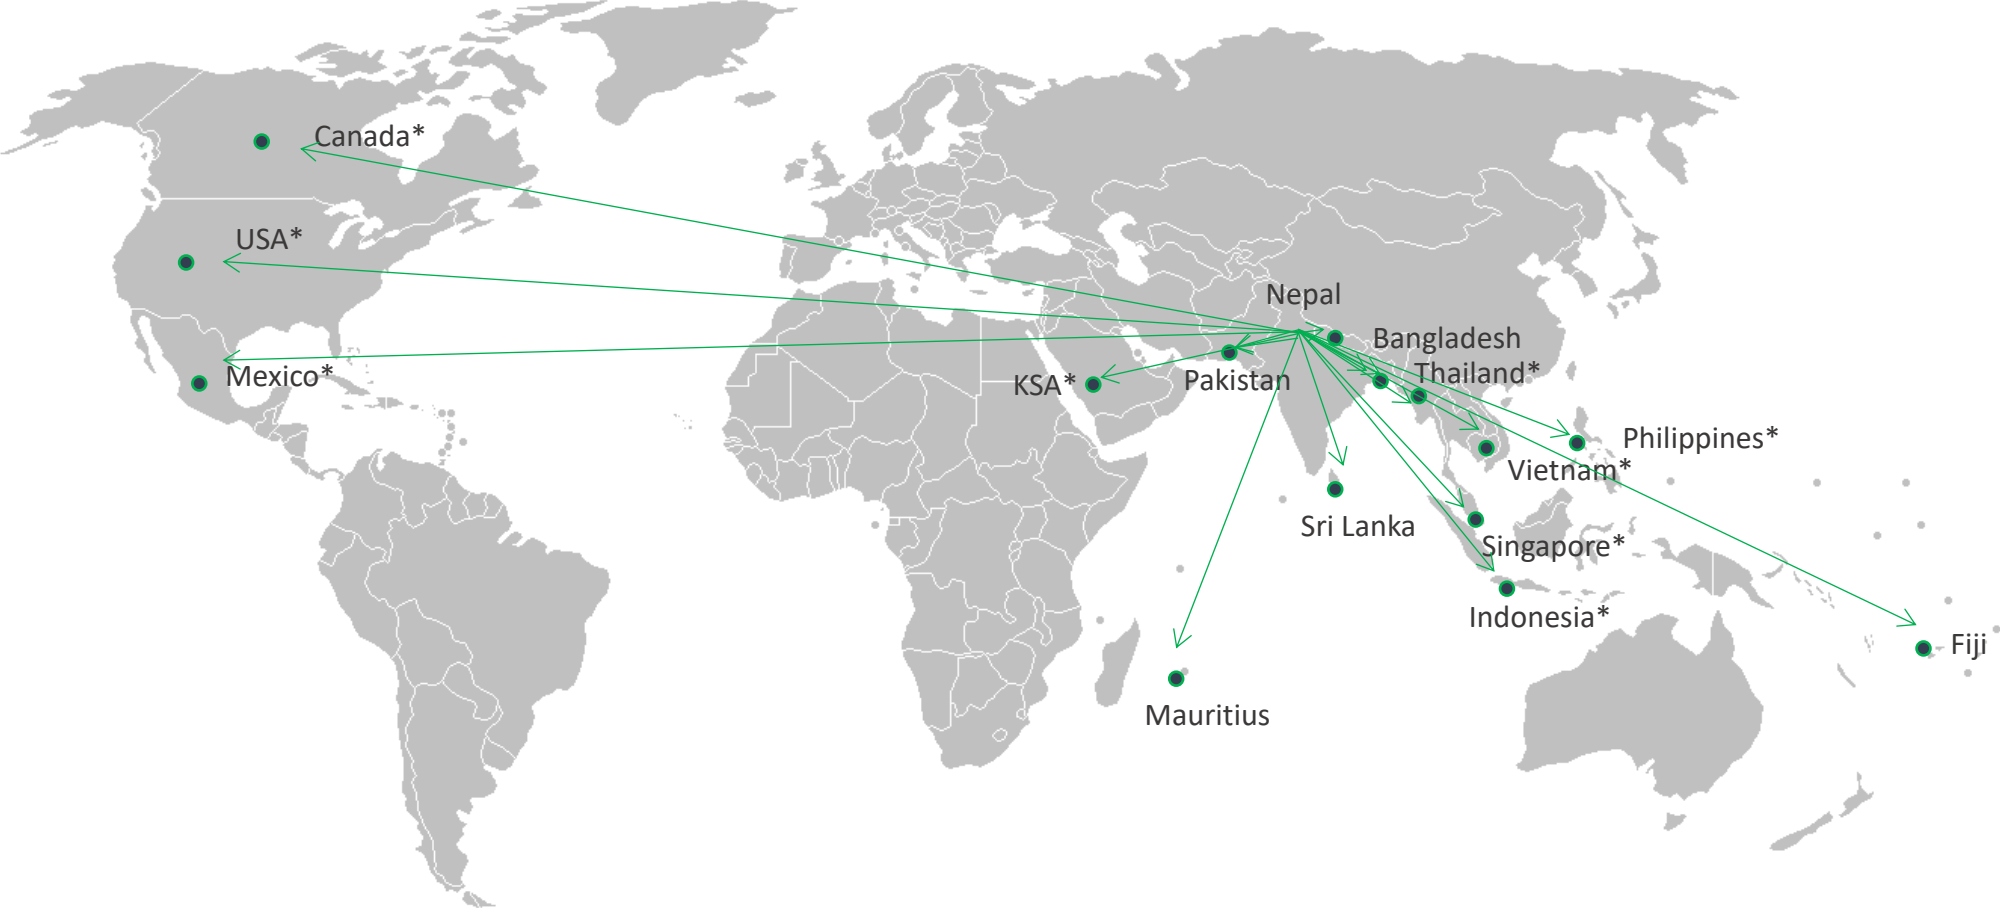 Canada*
USA*
Nepal
Bangladesh
Mexico*
KSA*
Pakistan
Thailand*
Philippines*
Vietnam*
Sri Lanka
Singapore*
Indonesia*
Fiji
Mauritius